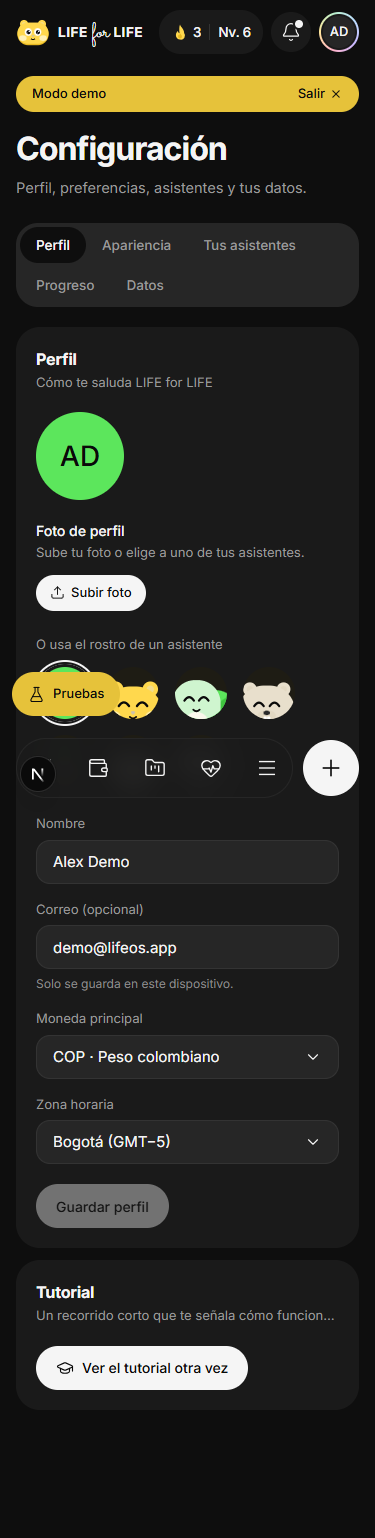 LIFE for LIFE
3
Nv. 6
AD
Modo demo
Salir
Configuración
Perfil, preferencias, asistentes y tus datos.
Perfil
Apariencia
Tus asistentes
Progreso
Datos
Perfil
Cómo te saluda LIFE for LIFE
AD
Foto de perfil
Sube tu foto o elige a uno de tus asistentes.
Subir foto
O usa el rostro de un asistente
Pruebas
N
Nombre
Alex Demo
Correo (opcional)
demo@lifeos.app
Solo se guarda en este dispositivo.
Moneda principal
COP · Peso colombiano
Zona horaria
Bogotá (GMT−5)
Guardar perfil
Tutorial
Un recorrido corto que te señala cómo funcion...
Ver el tutorial otra vez